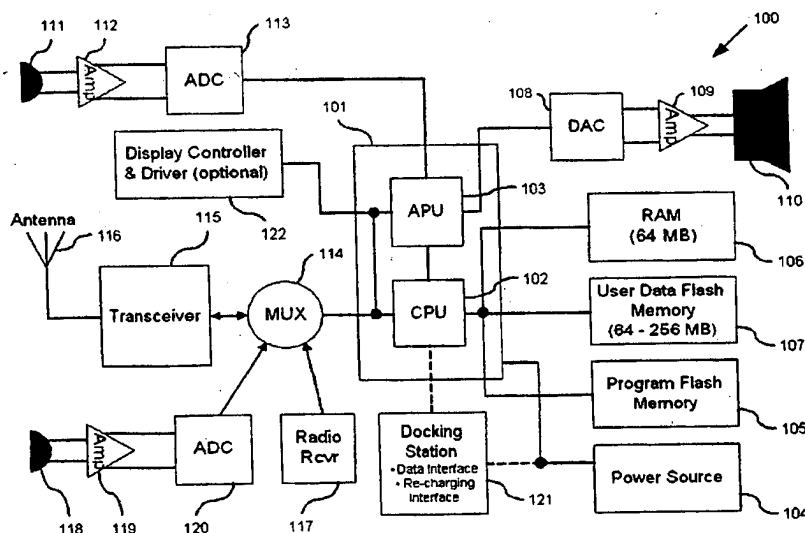 111
112
113
100
Amp
ADC
101
108
109
DAC
Amp
110
Display Controller
& Driver (optional)
122
103
APU
RAM
(64 MB)
106
Antenna
116
115
Transceiver
114
MUX
102
CPU
User Data Flash
Memory
(64 - 256 MB)
107
Program Flash
Memory
105
118
Amp
119
ADC
120
Radio
Rcvr
117
Docking
Station
• Data Interface
• Re-charging
Interface
121
Power Source
104